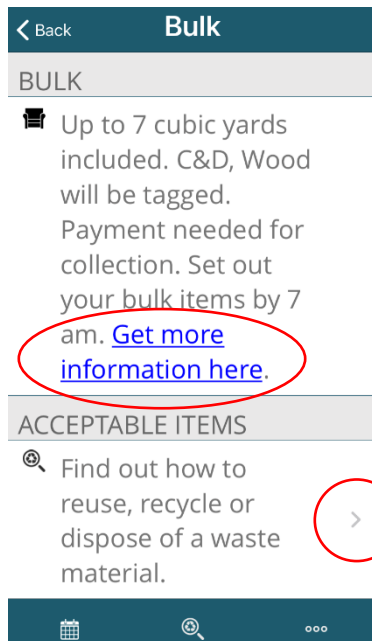 Back
Bulk
BULK
Up to 7 cubic yards
included. C&D, Wood
will be tagged.
Payment needed for
collection. Set out
your bulk items by 7
am. Get more
information here.
ACCEPTABLE ITEMS
Find out how to
reuse, recycle or
dispose of a waste
material.